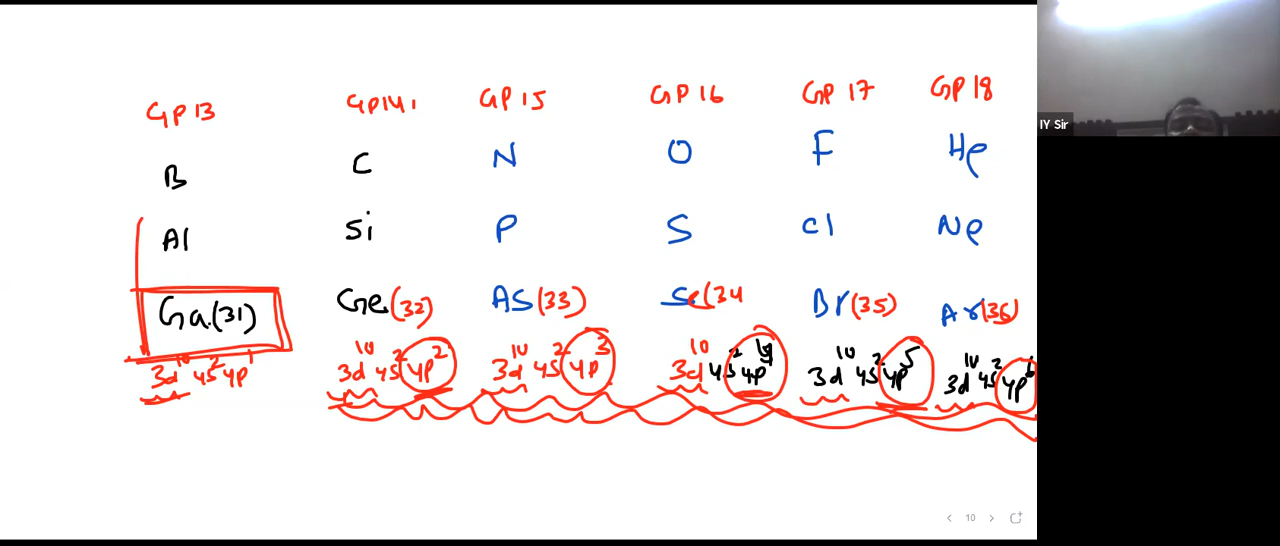 GP 13 GP 14 GP 15 GP 16 GP 17 GP 18
IY Sir
B C N O F He
Al Si P S Cl Ne
Ga(31) Ge(32) AS(33) Se(34 Br(35) Ar(36)
3d¹⁰ 4s² 4p¹ 3d¹⁰ 4s² 4p² 3d¹⁰ 4s² 4p³ 3d¹⁰ 4s² 4p⁴ 3d¹⁰ 4s² 4p⁵ 3d¹⁰ 4s² 4p⁶
10